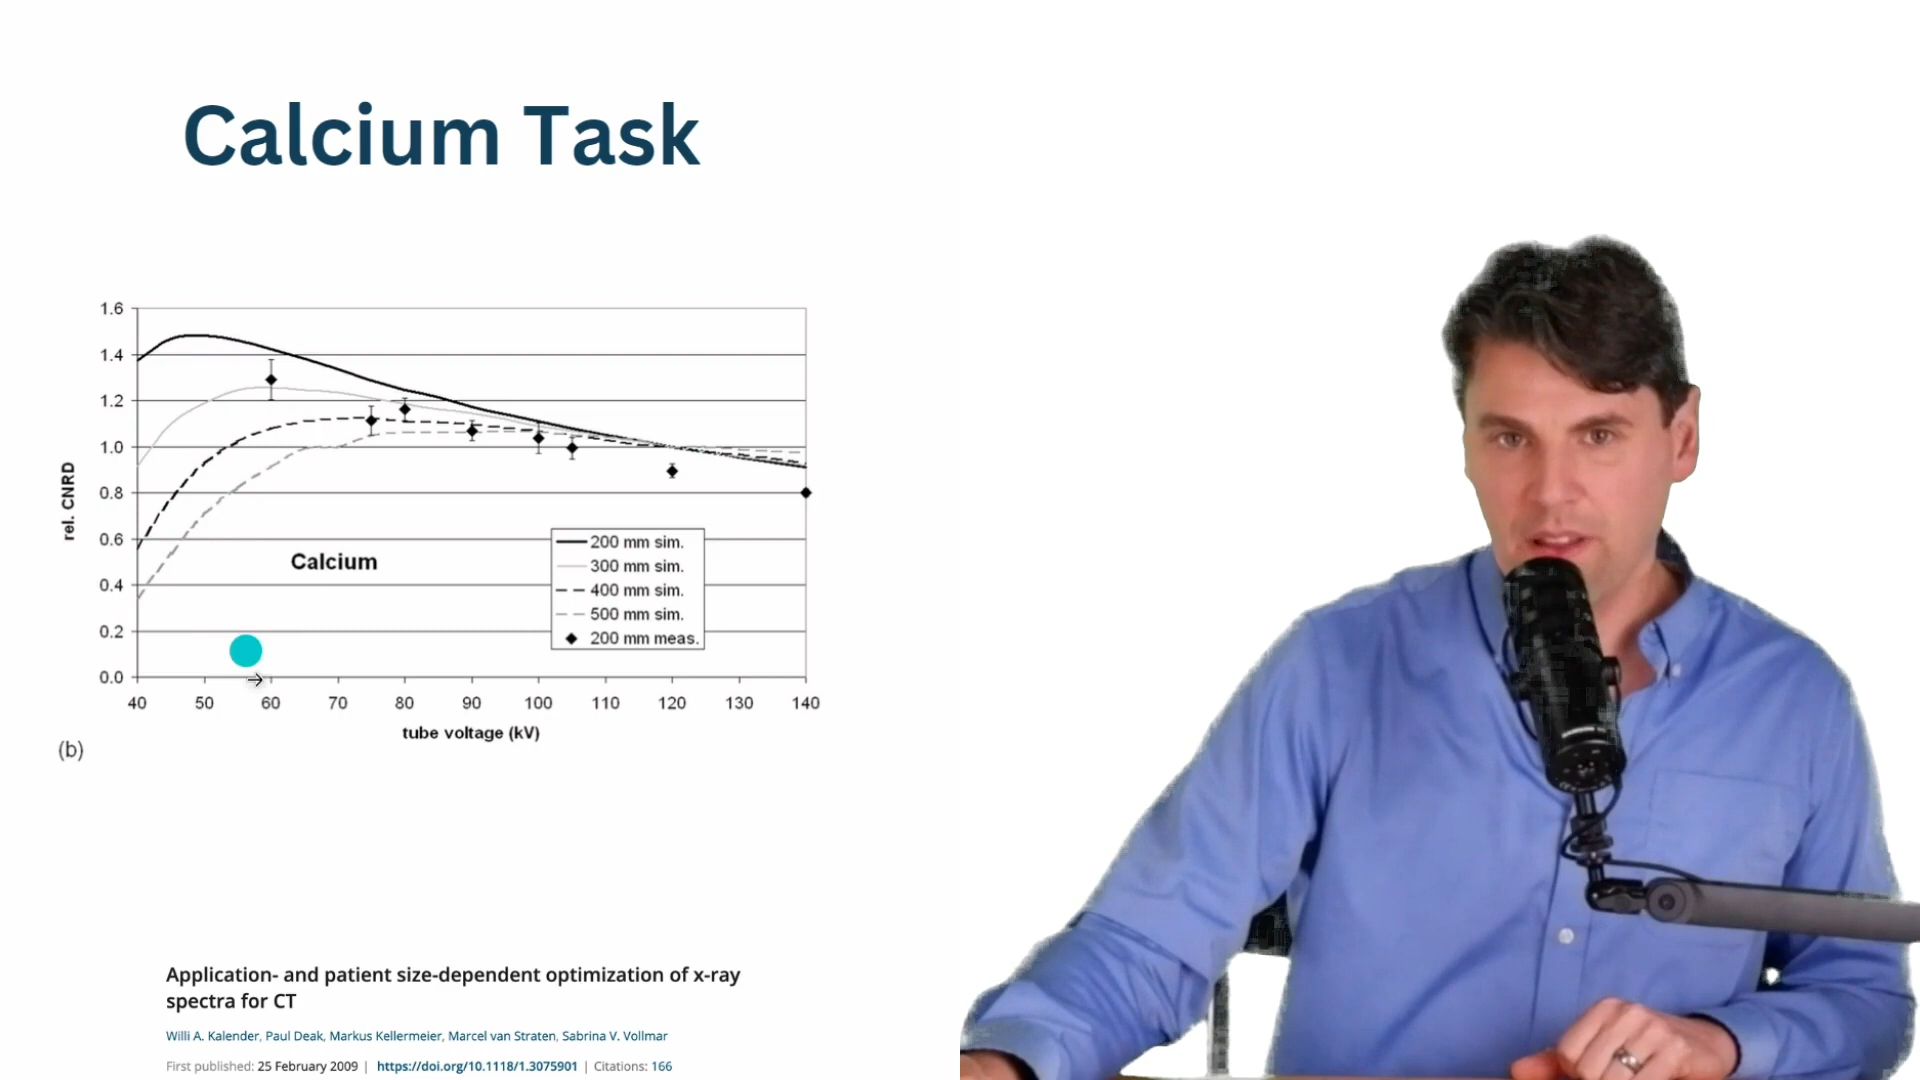 Calcium Task
1.6
1.4
1.2
1.0
0.8
0.6
0.4
0.2
0.0
rel. CNRD
Calcium
200 mm sim.
300 mm sim.
400 mm sim.
500 mm sim.
200 mm meas.
40 50 60 70 80 90 100 110 120 130 140
tube voltage (kV)
(b)
Application- and patient size-dependent optimization of x-ray
spectra for CT
Willi A. Kalender, Paul Deak, Markus Kellermeier, Marcel van Straten, Sabrina V. Vollmar
First published: 25 February 2009 | https://doi.org/10.1118/1.3075901 | Citations: 166